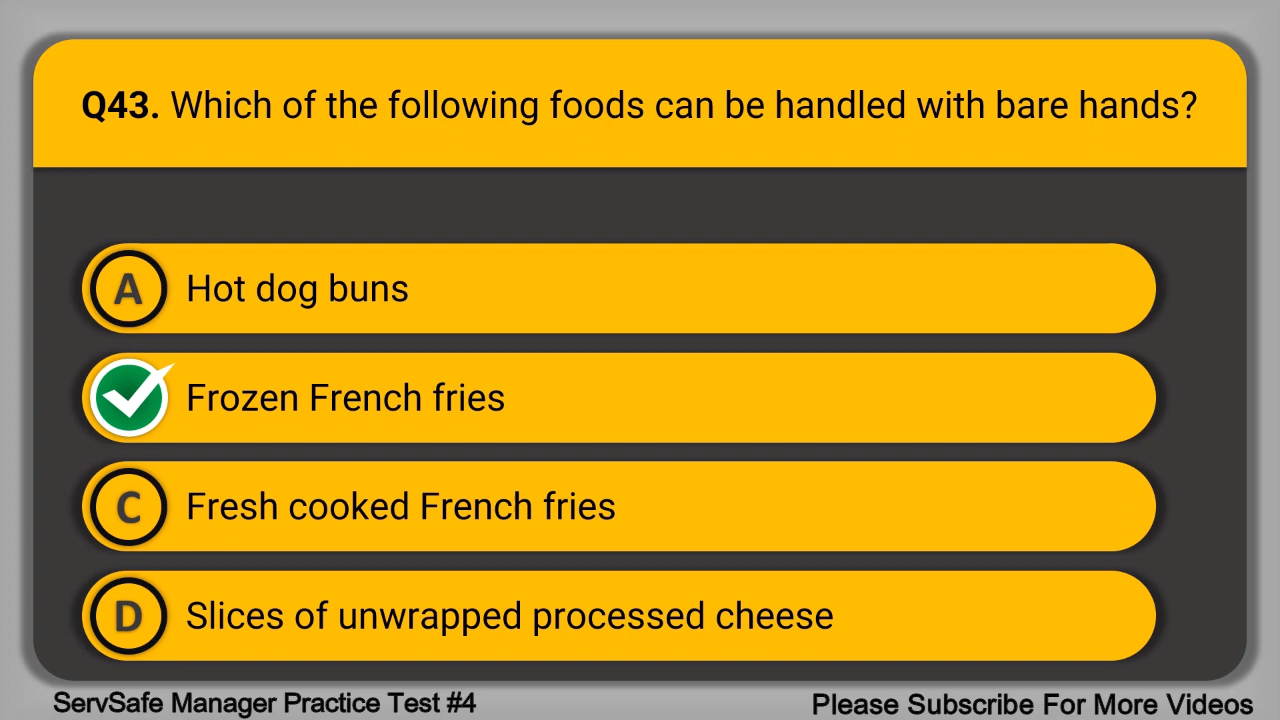 Q43. Which of the following foods can be handled with bare hands?
A Hot dog buns
Frozen French fries
C Fresh cooked French fries
D Slices of unwrapped processed cheese
ServSafe Manager Practice Test #4
Please Subscribe For More Videos